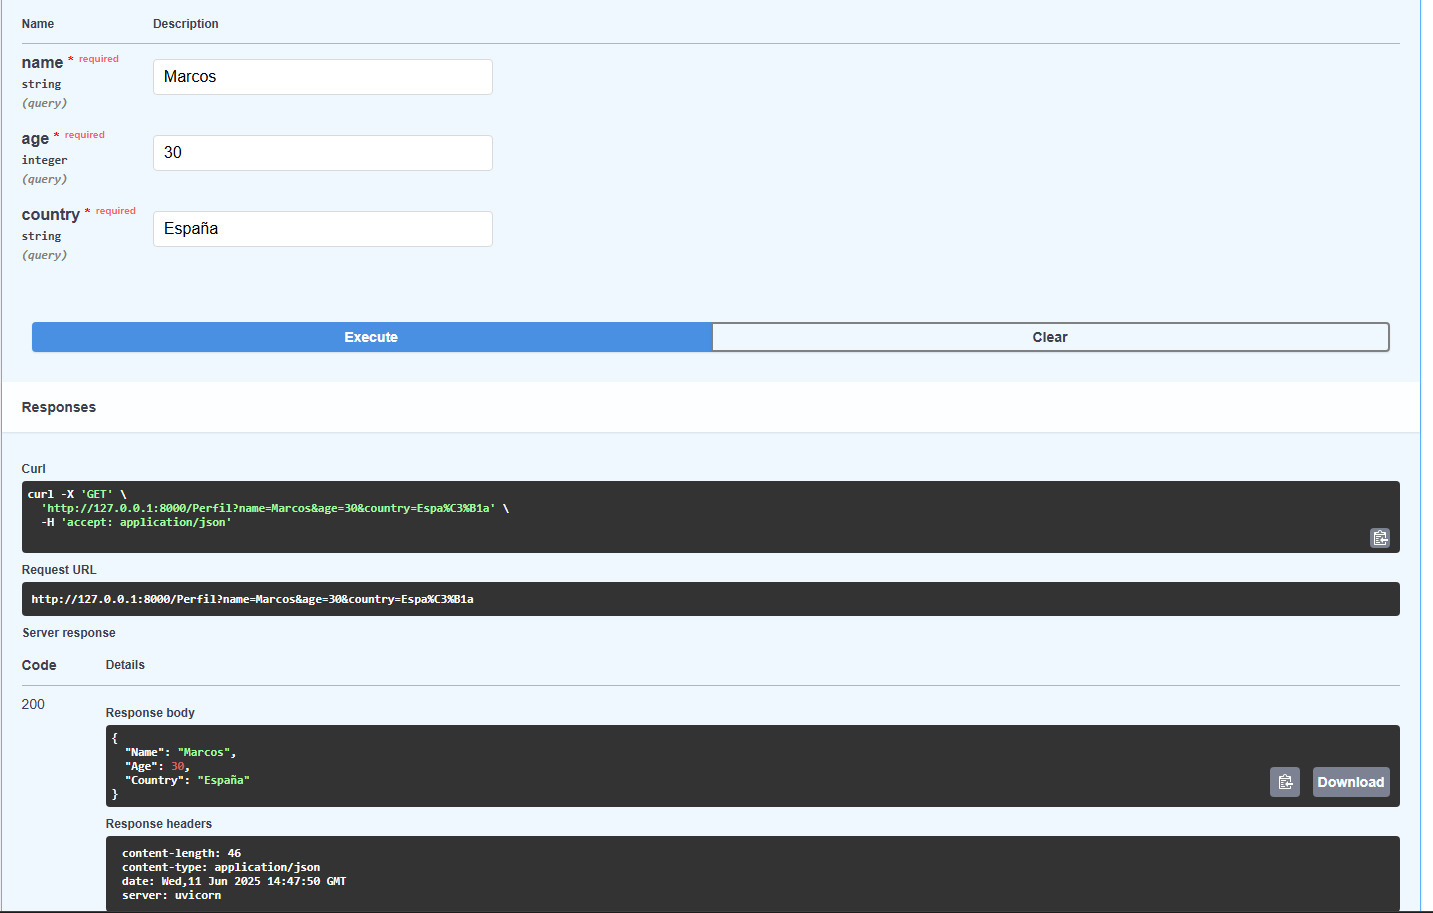 Name Description
name * required
string
(query)
Marcos
age * required
integer
(query)
30
country * required
string
(query)
España
Execute Clear
Responses
Curl
curl -X 'GET' \
'http://127.0.0.1:8000/Perfil?name=Marcos&age=30&country=Espa%C3%B1a' \
-H 'accept: application/json'
Request URL
http://127.0.0.1:8000/Perfil?name=Marcos&age=30&country=Espa%C3%B1a
Server response
Code Details
200
Response body
{
"Name": "Marcos",
"Age": 30,
"Country": "España"
}
Download
Response headers
content-length: 46
content-type: application/json
date: Wed,11 Jun 2025 14:47:50 GMT
server: uvicorn